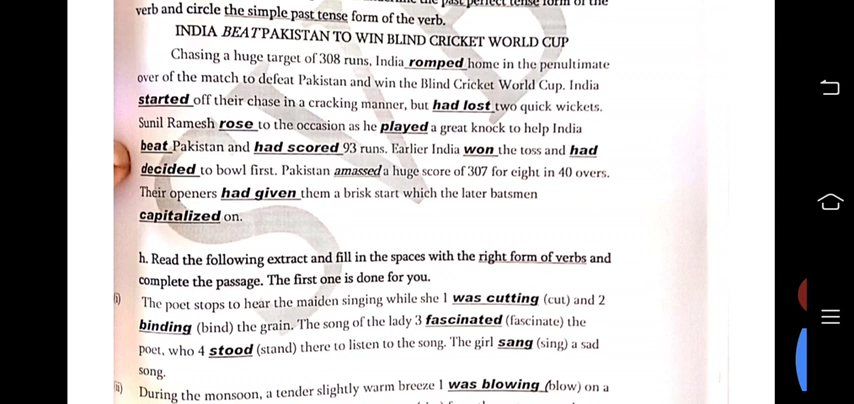 verb and circle the simple past tense form of the verb.
INDIA BEAT PAKISTAN TO WIN BLIND CRICKET WORLD CUP
Chasing a huge target of 308 runs, India romped home in the penultimate
over of the match to defeat Pakistan and win the Blind Cricket World Cup. India
started off their chase in a cracking manner, but had lost two quick wickets.
Sunil Ramesh rose to the occasion as he played a great knock to help India
beat Pakistan and had scored 93 runs. Earlier India won the toss and had
decided to bowl first. Pakistan amassed a huge score of 307 for eight in 40 overs.
Their openers had given them a brisk start which the later batsmen
capitalized on.
h. Read the following extract and fill in the spaces with the right form of verbs and
complete the passage. The first one is done for you.
i) The poet stops to hear the maiden singing while she 1 was cutting (cut) and 2
binding (bind) the grain. The song of the lady 3 fascinated (fascinate) the
poet, who 4 stood (stand) there to listen to the song. The girl sang (sing) a sad
song.
ii) During the monsoon, a tender slightly warm breeze 1 was blowing (blow) on a